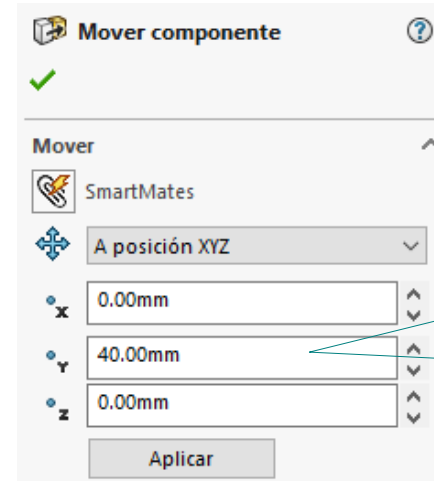 Mover componente
Mover
SmartMates
A posición XYZ
X 0.00mm
Y 40.00mm
Z 0.00mm
Aplicar